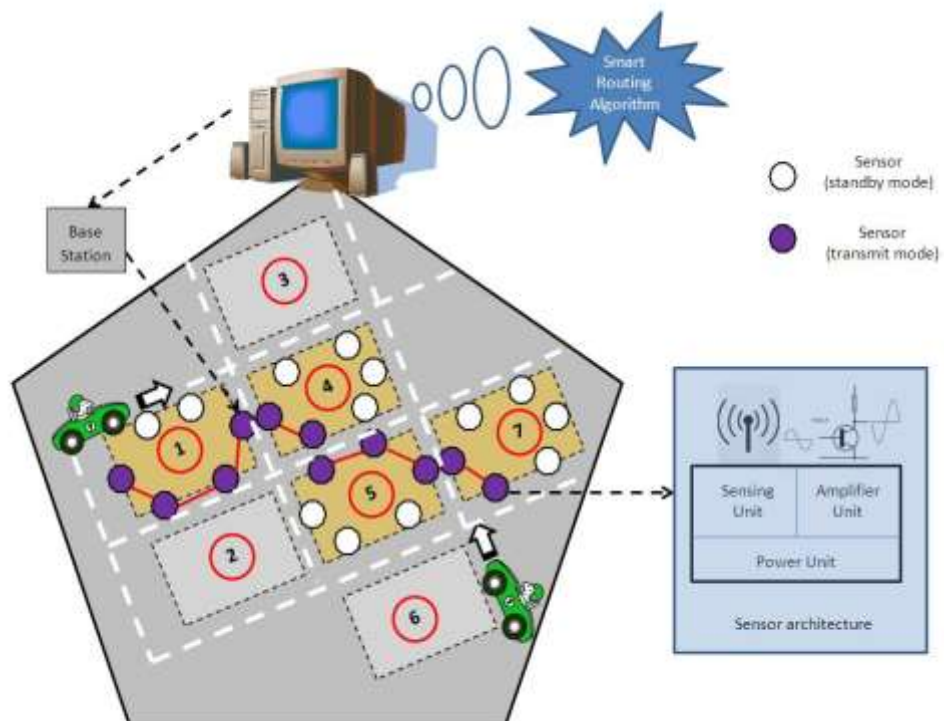 Smart
Routing
Algorithm
Sensor
(standby mode)
Sensor
(transmit mode)
Base
Station
3
4
1
7
5
2
6
Sensing
Unit
Amplifier
Unit
Power Unit
Sensor architecture